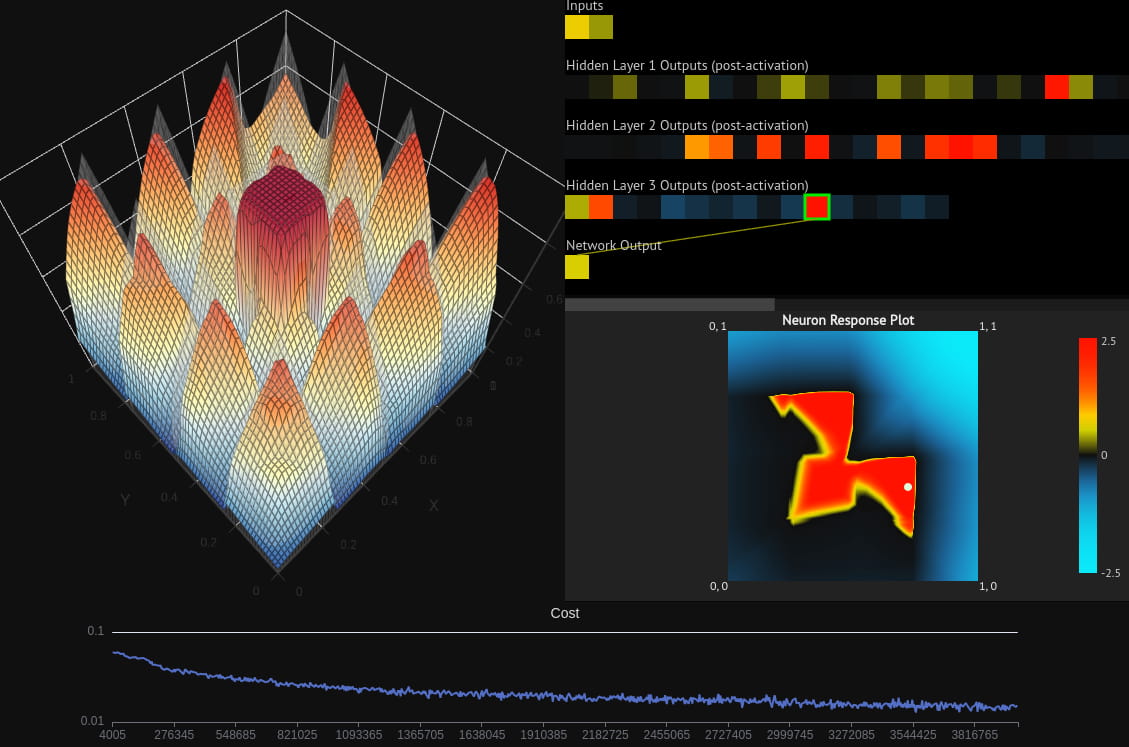 Inputs
Hidden Layer 1 Outputs (post-activation)
Hidden Layer 2 Outputs (post-activation)
Hidden Layer 3 Outputs (post-activation)
Network Output
Neuron Response Plot
0, 1
1, 1
0, 0
1, 0
2.5
0
-2.5
1
0.8
0.6
Y
0.4
0.2
0
0
0.2
0.4
X
0.6
0.8
0.2
0.4
0.6
Cost
0.1
0.01
4005 276345 548685 821025 1093365 1365705 1638045 1910385 2182725 2455065 2727405 2999745 3272085 3544425 3816765